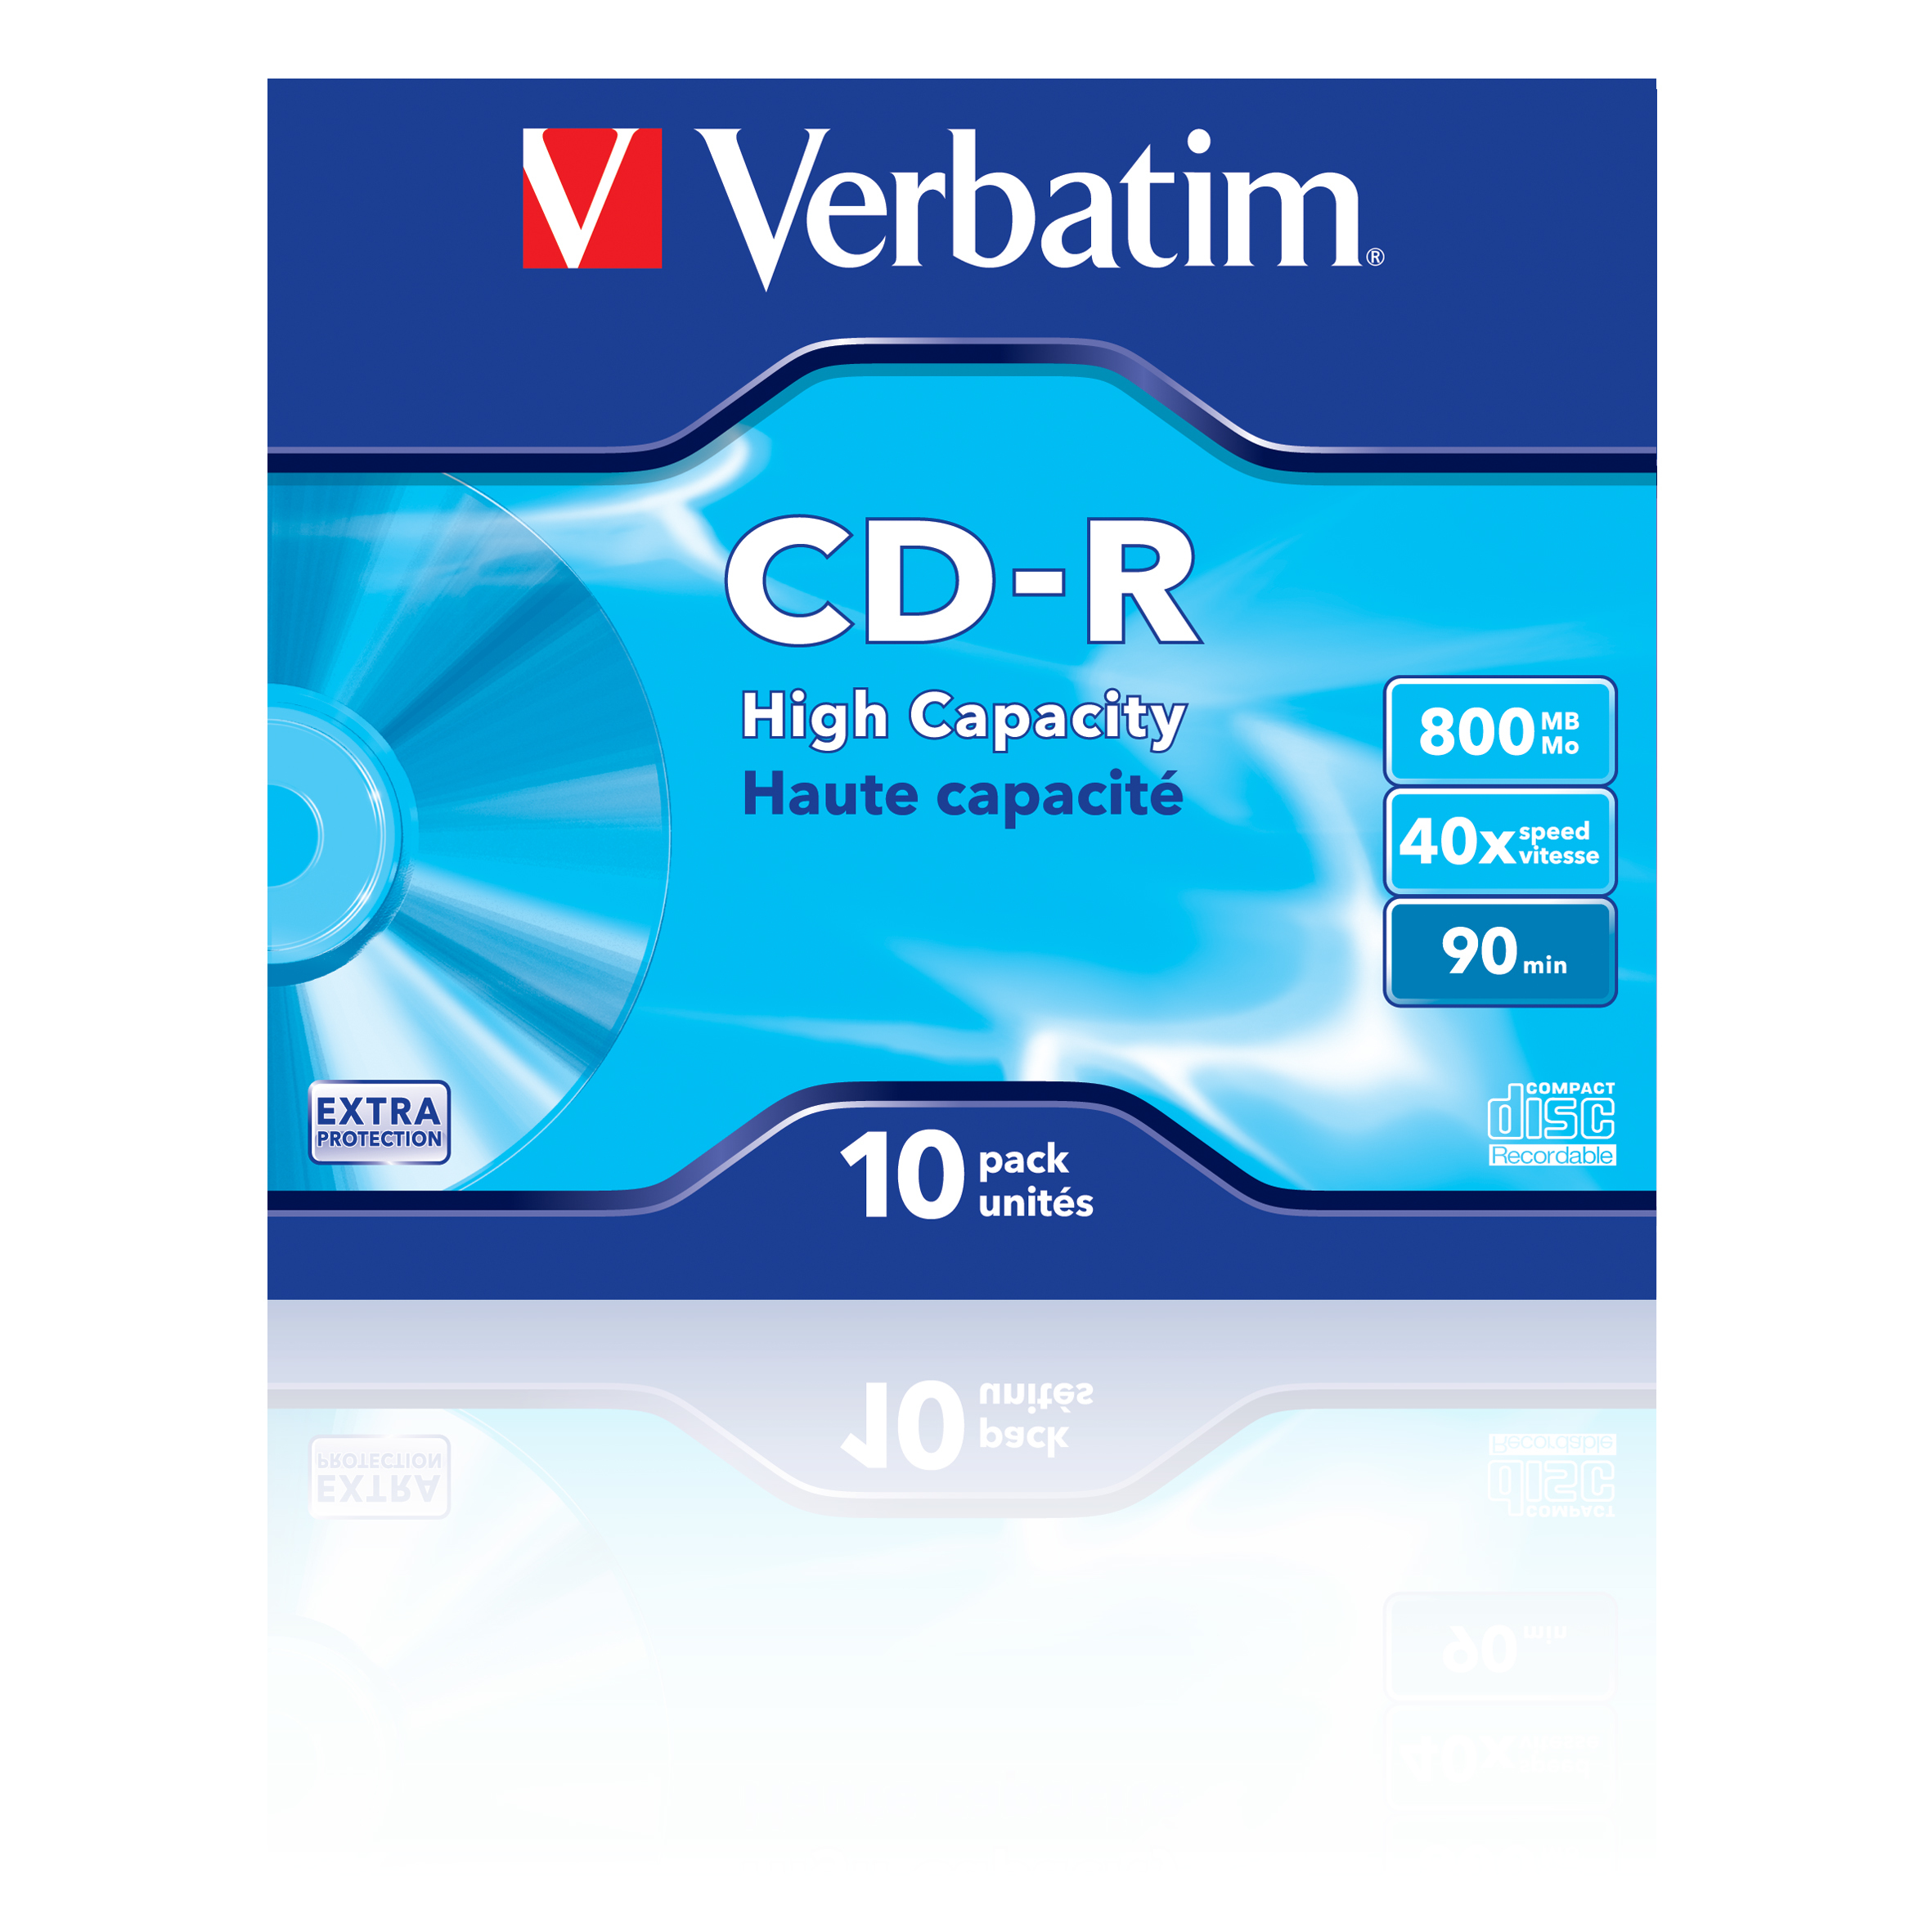 V Verbatim®
CD-R
High Capacity
Haute capacité
800 MB
Mo
40x speed
vitesse
90 min
EXTRA
PROTECTION
COMPACT
disc
Recordable
10 pack
unités